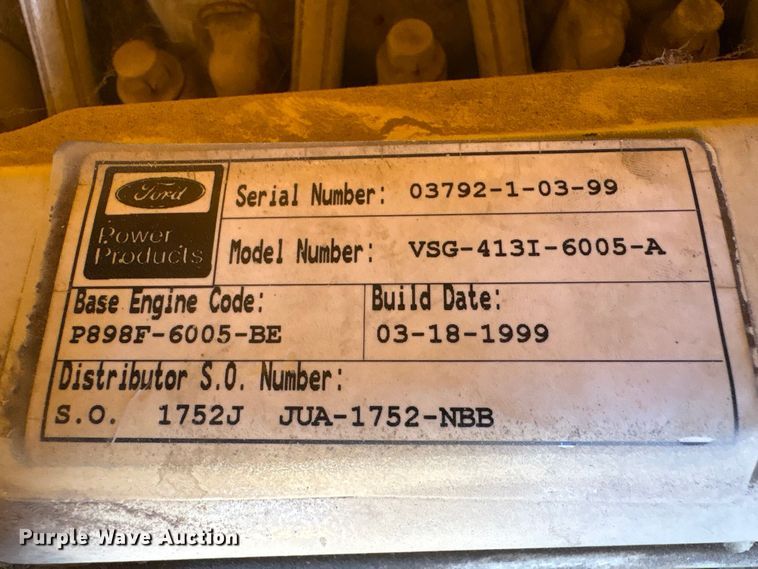 Ford
Power
Products
Serial Number: 03792-1-03-99
Model Number: VSG-413I-6005-A
Base Engine Code:
P898F-6005-BE
Build Date:
03-18-1999
Distributor S.O. Number:
S.O. 1752J JUA-1752-NBB
Purple Wave Auction